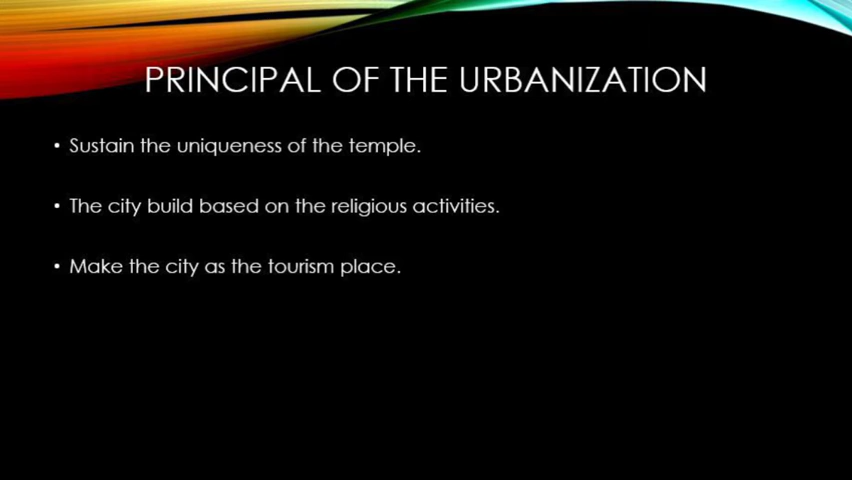 PRINCIPAL OF THE URBANIZATION
• Sustain the uniqueness of the temple.
• The city build based on the religious activities.
• Make the city as the tourism place.